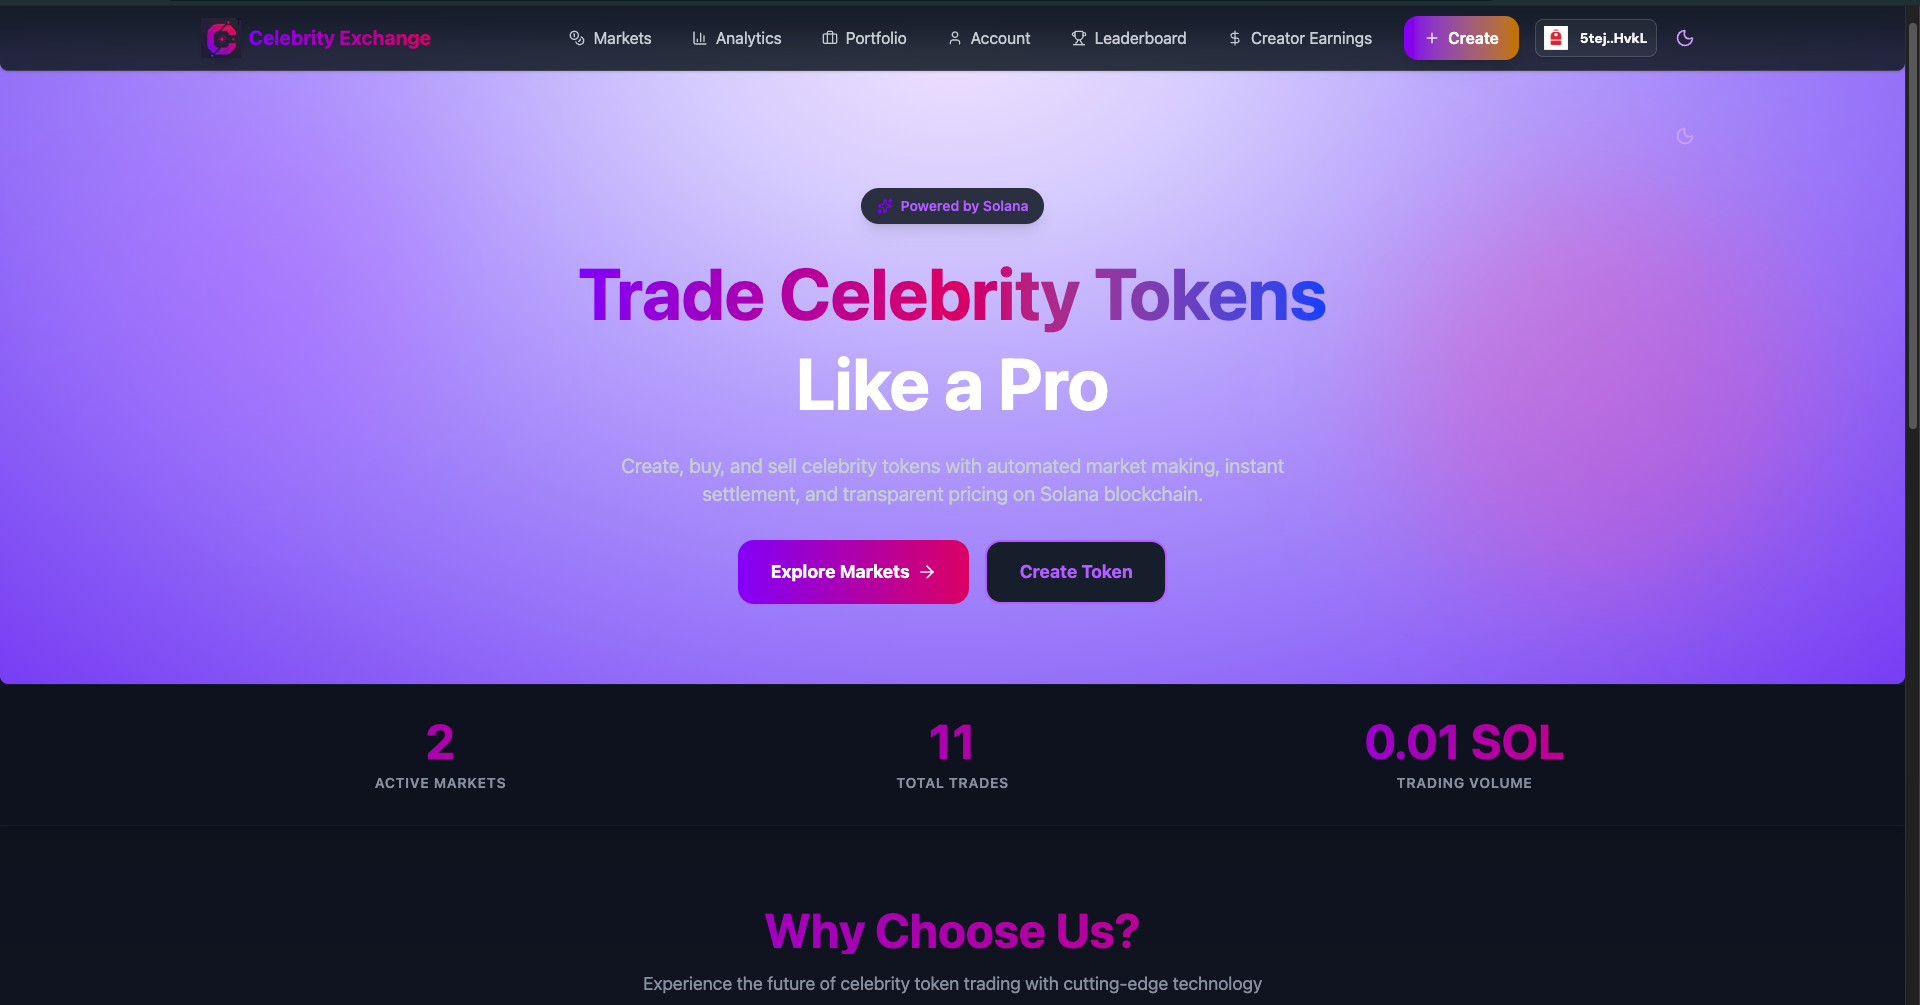 Celebrity Exchange
Markets
Analytics
Portfolio
Account
Leaderboard
Creator Earnings
Create
5tej..HvkL
Powered by Solana
Trade Celebrity Tokens
Like a Pro
Create, buy, and sell celebrity tokens with automated market making, instant
settlement, and transparent pricing on Solana blockchain.
Explore Markets
Create Token
2
ACTIVE MARKETS
11
TOTAL TRADES
0.01 SOL
TRADING VOLUME
Why Choose Us?
Experience the future of celebrity token trading with cutting-edge technology